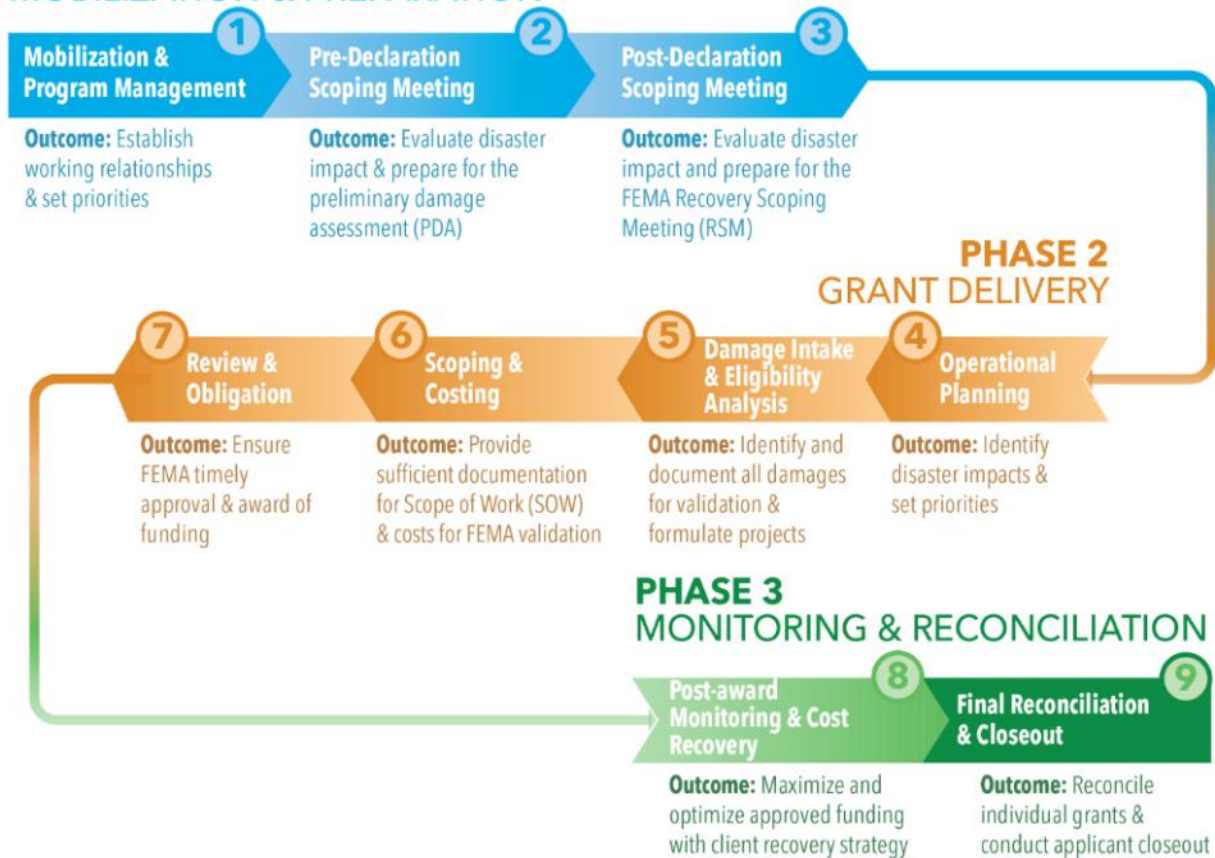 MOBILIZATION & PREPARATION
1
Mobilization &
Program Management
Outcome: Establish
working relationships
& set priorities
2
Pre-Declaration
Scoping Meeting
Outcome: Evaluate disaster
impact & prepare for the
preliminary damage
assessment (PDA)
3
Post-Declaration
Scoping Meeting
Outcome: Evaluate disaster
impact and prepare for the
FEMA Recovery Scoping
Meeting (RSM)
PHASE 2
GRANT DELIVERY
4
Operational
Planning
Outcome: Identify
disaster impacts &
set priorities
5
Damage Intake
& Eligibility
Analysis
Outcome: Identify and
document all damages
for validation &
formulate projects
6
Scoping &
Costing
Outcome: Provide
sufficient documentation
for Scope of Work (SOW)
& costs for FEMA validation
7
Review &
Obligation
Outcome: Ensure
FEMA timely
approval & award of
funding
PHASE 3
MONITORING & RECONCILIATION
8
Post-award
Monitoring & Cost
Recovery
Outcome: Maximize and
optimize approved funding
with client recovery strategy
9
Final Reconciliation
& Closeout
Outcome: Reconcile
individual grants &
conduct applicant closeout